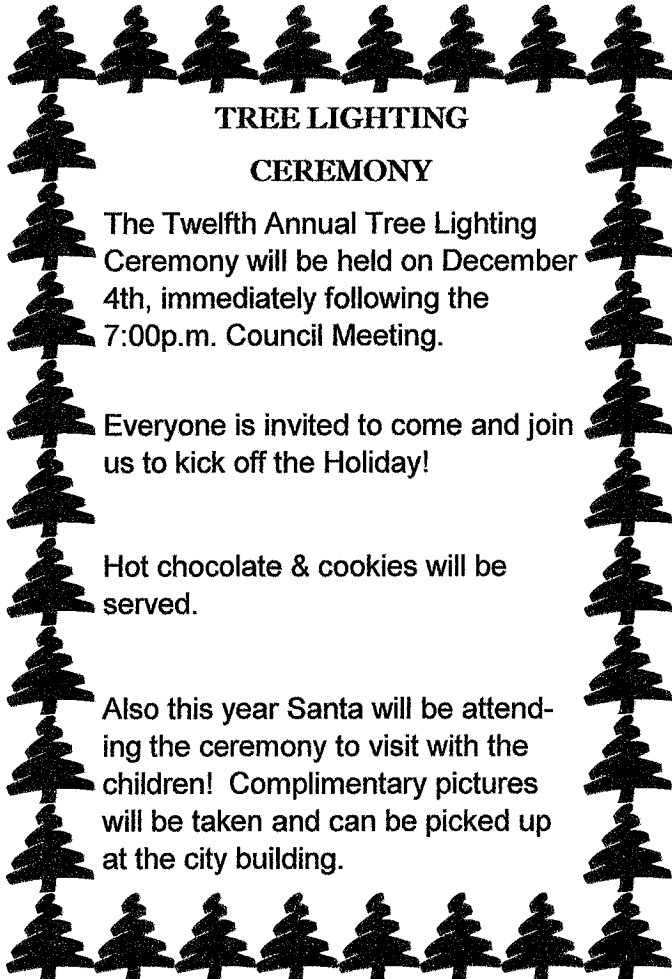 TREE LIGHTING
CEREMONY
The Twelfth Annual Tree Lighting
Ceremony will be held on December
4th, immediately following the
7:00p.m. Council Meeting.
Everyone is invited to come and join
us to kick off the Holiday!
Hot chocolate & cookies will be
served.
Also this year Santa will be attend-
ing the ceremony to visit with the
children!  Complimentary pictures
will be taken and can be picked up
at the city building.